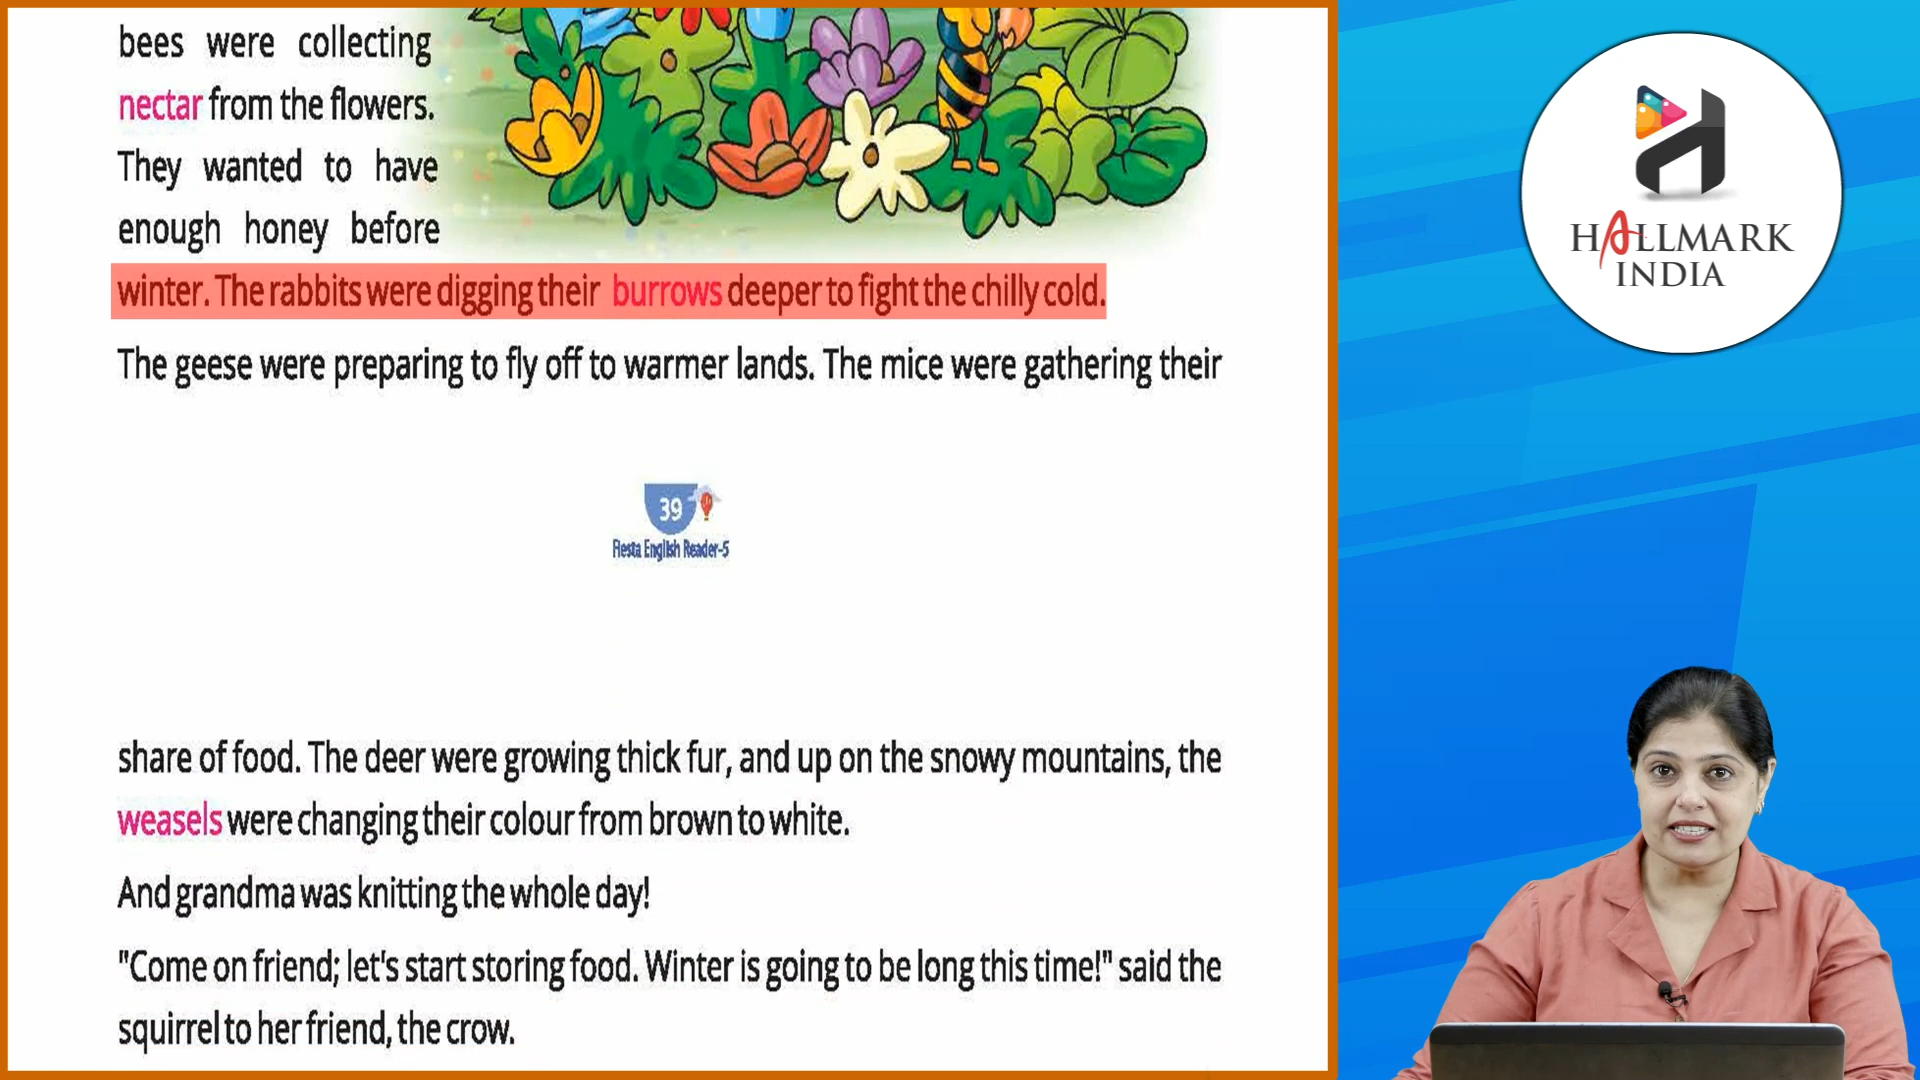 bees were collecting
nectar from the flowers.
They wanted to have
enough honey before
winter. The rabbits were digging their burrows deeper to fight the chilly cold.
The geese were preparing to fly off to warmer lands. The mice were gathering their
39
Fiesta English Reader-5
share of food. The deer were growing thick fur, and up on the snowy mountains, the
weasels were changing their colour from brown to white.
And grandma was knitting the whole day!
"Come on friend; let's start storing food. Winter is going to be long this time!" said the
squirrel to her friend, the crow.
HALLMARK
INDIA